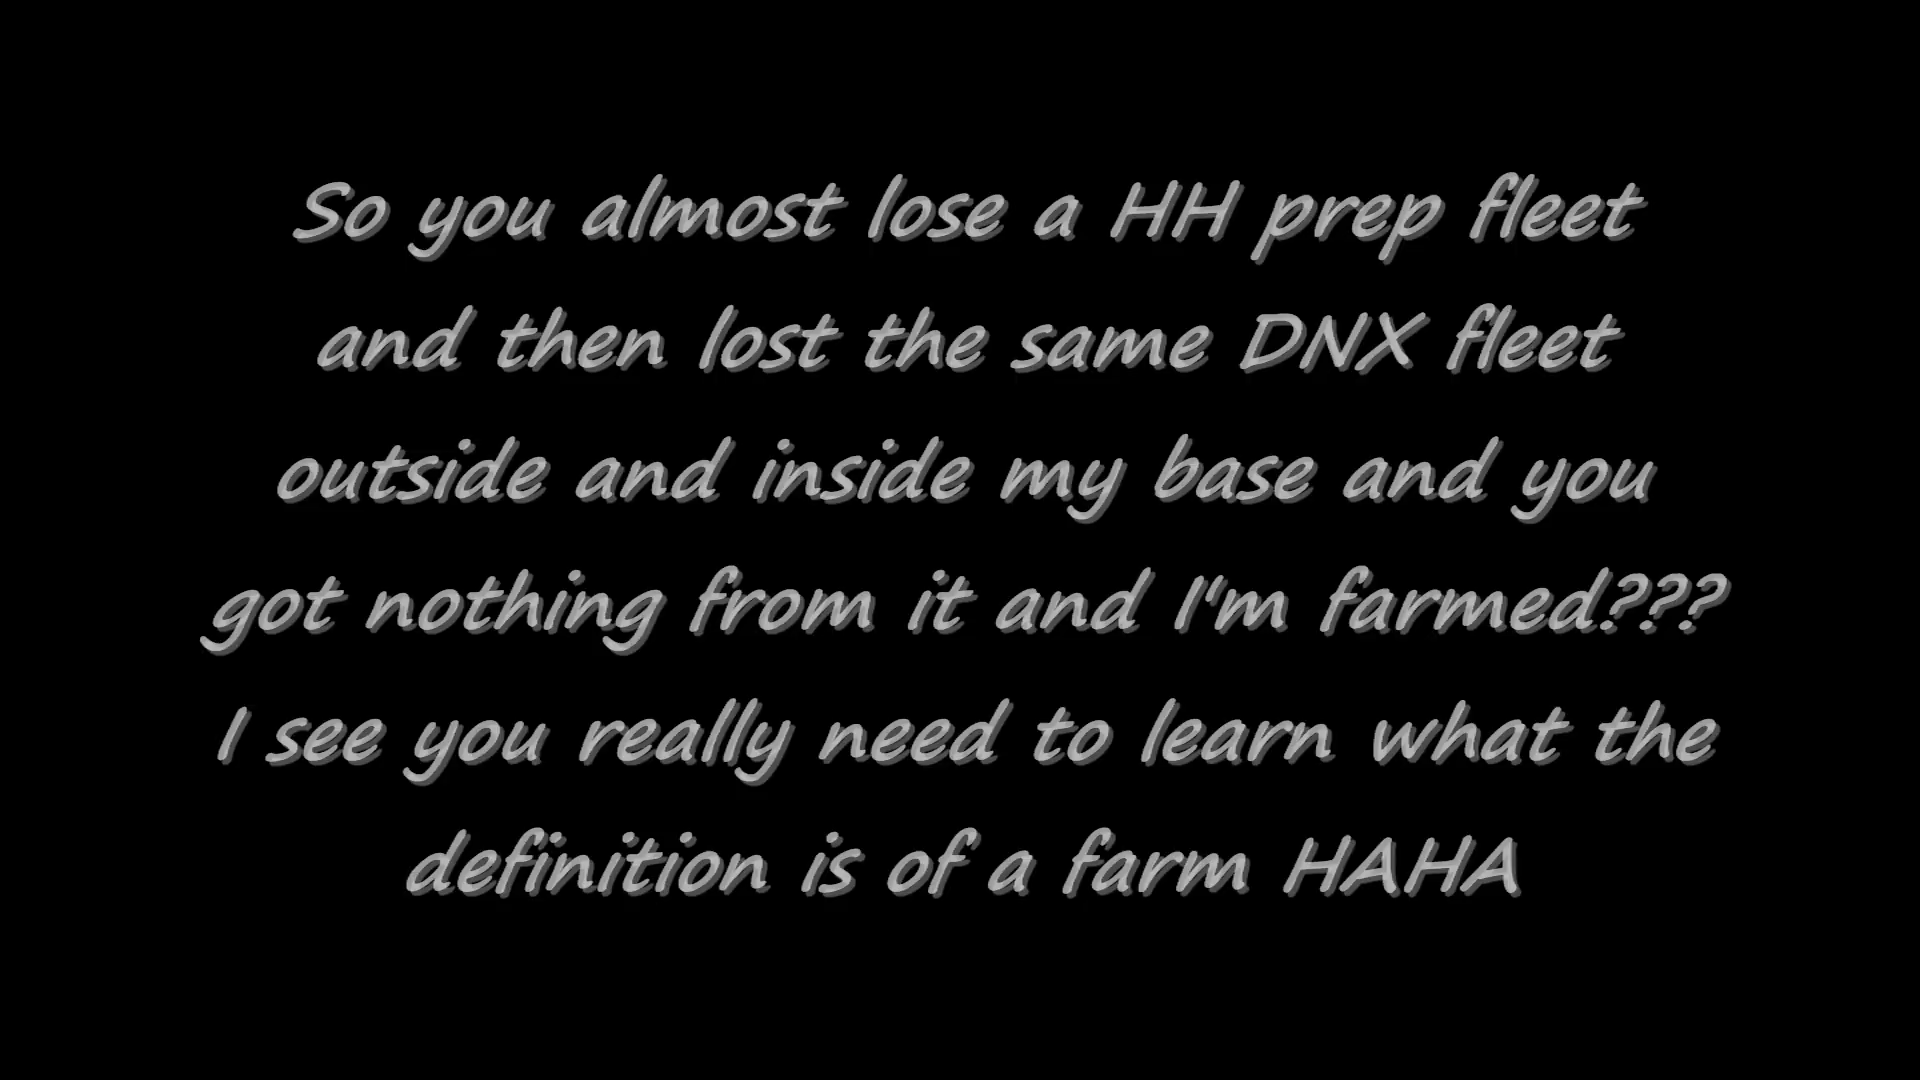 So you almost lose a HH prep fleet
and then lost the same DNX fleet
outside and inside my base and you
got nothing from it and I'm farmed???
I see you really need to learn what the
definition is of a farm HAHA